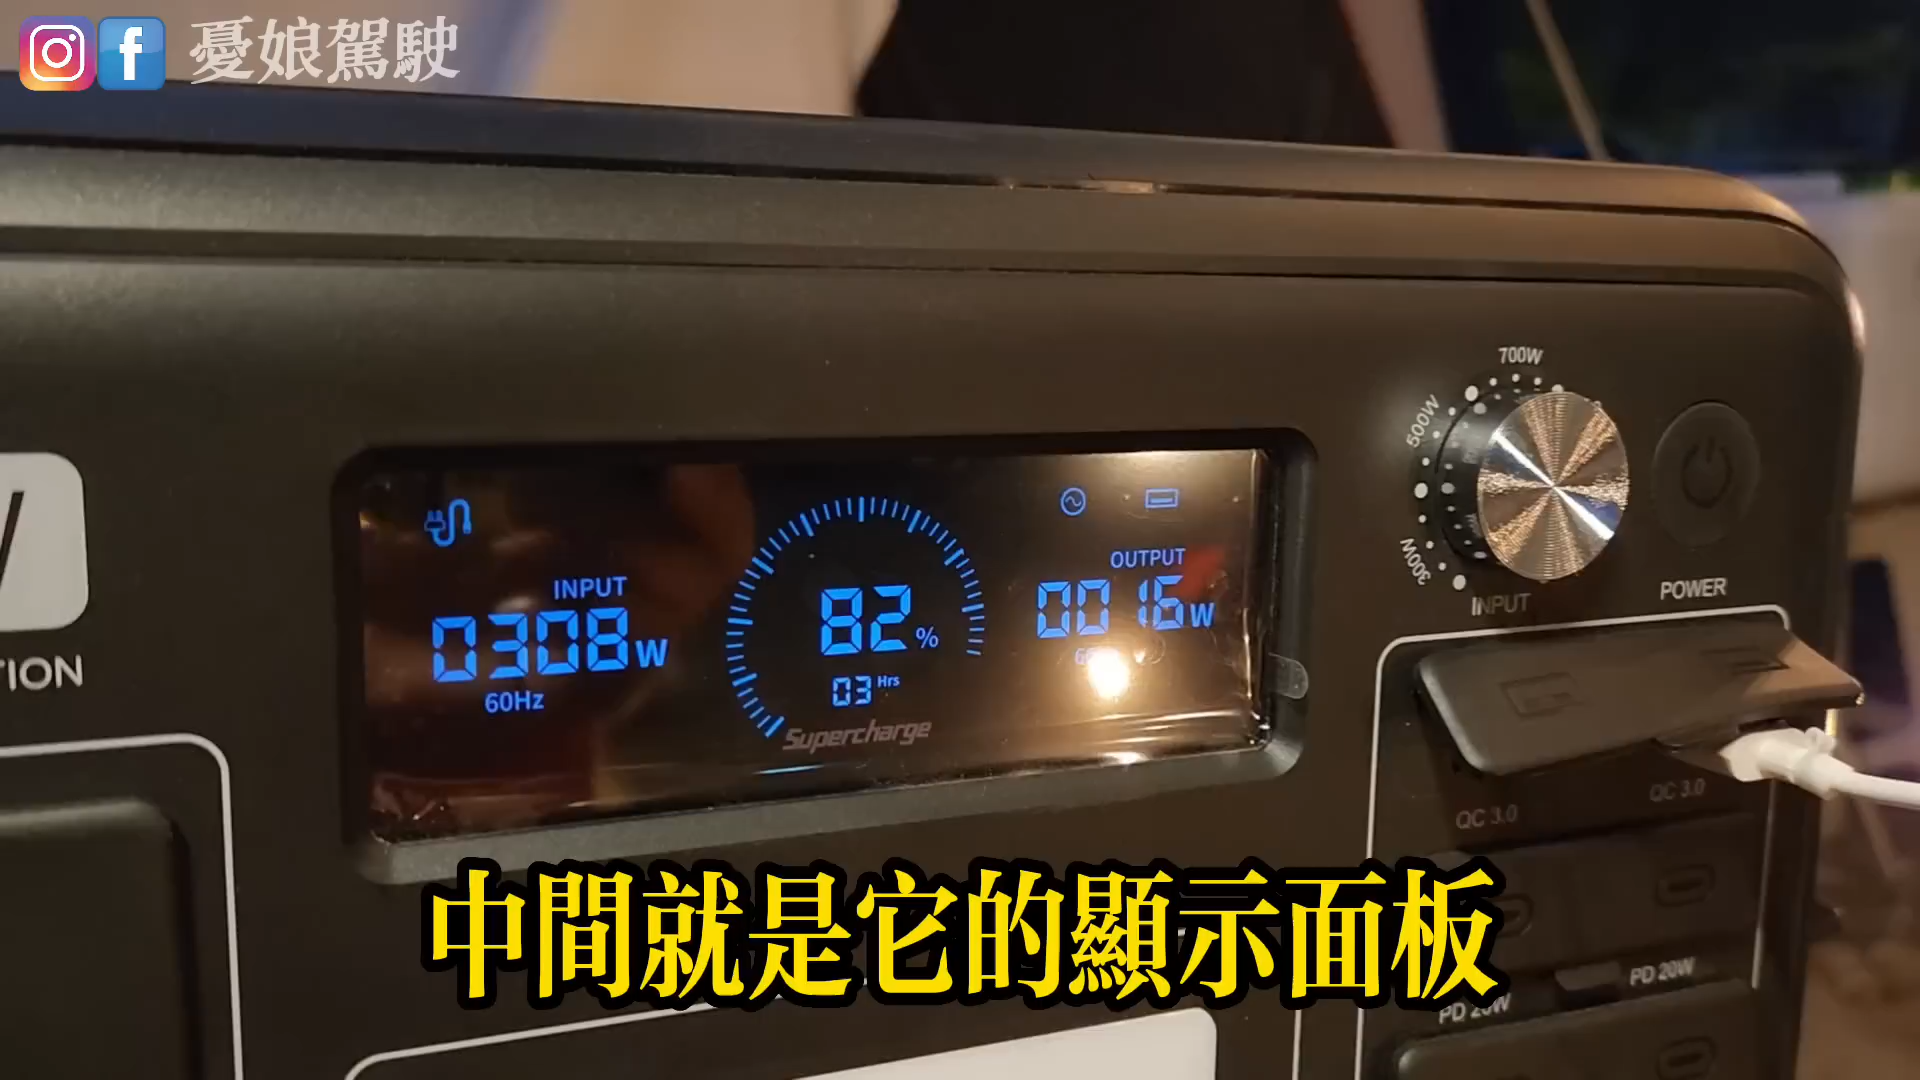 憂娘駕駛
700W
500W
300W
INPUT
POWER
TION
INPUT
0308W
60Hz
82%
03 Hrs
Supercharge
OUTPUT
0016W
QC 3.0
QC 3.0
PD 20W
PD 20W
中間就是它的顯示面板